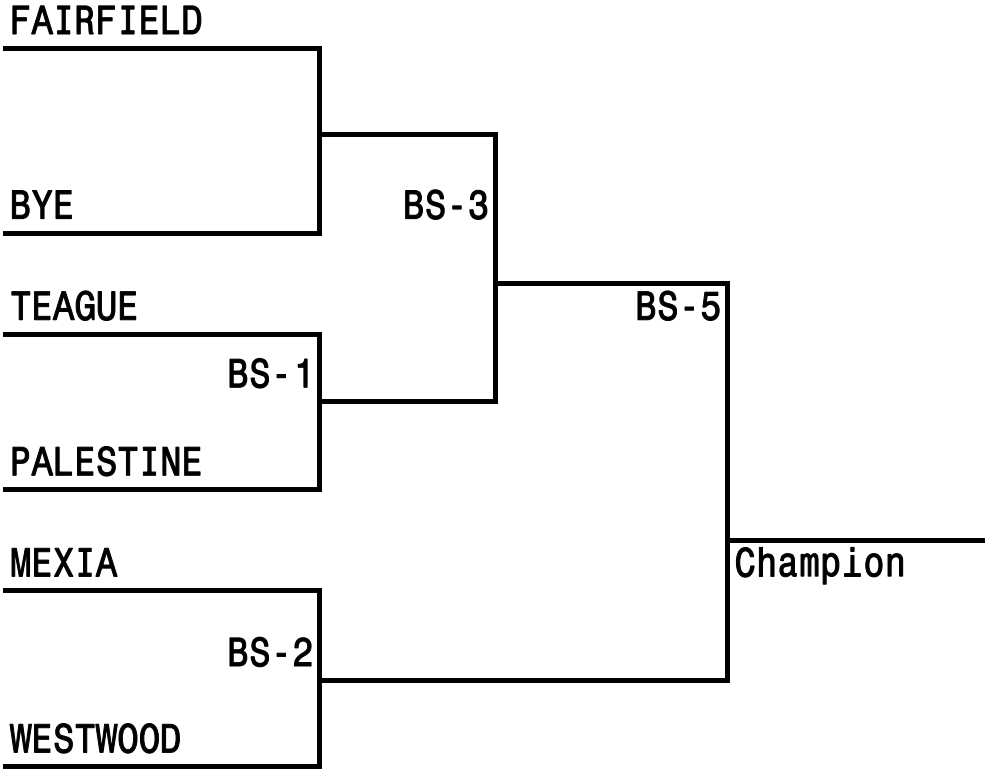 FAIRFIELD
BYE
BS-3
TEAGUE
BS-5
BS-1
PALESTINE
MEXIA
Champion
BS-2
WESTWOOD